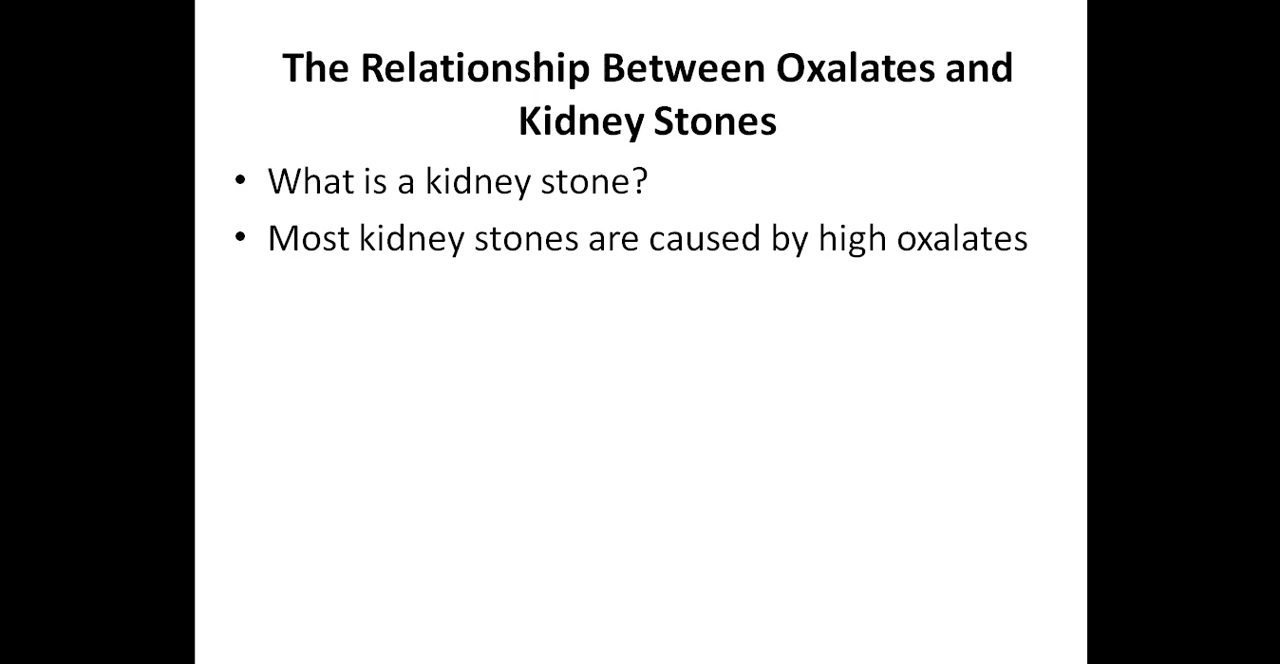 The Relationship Between Oxalates and
Kidney Stones
• What is a kidney stone?
• Most kidney stones are caused by high oxalates